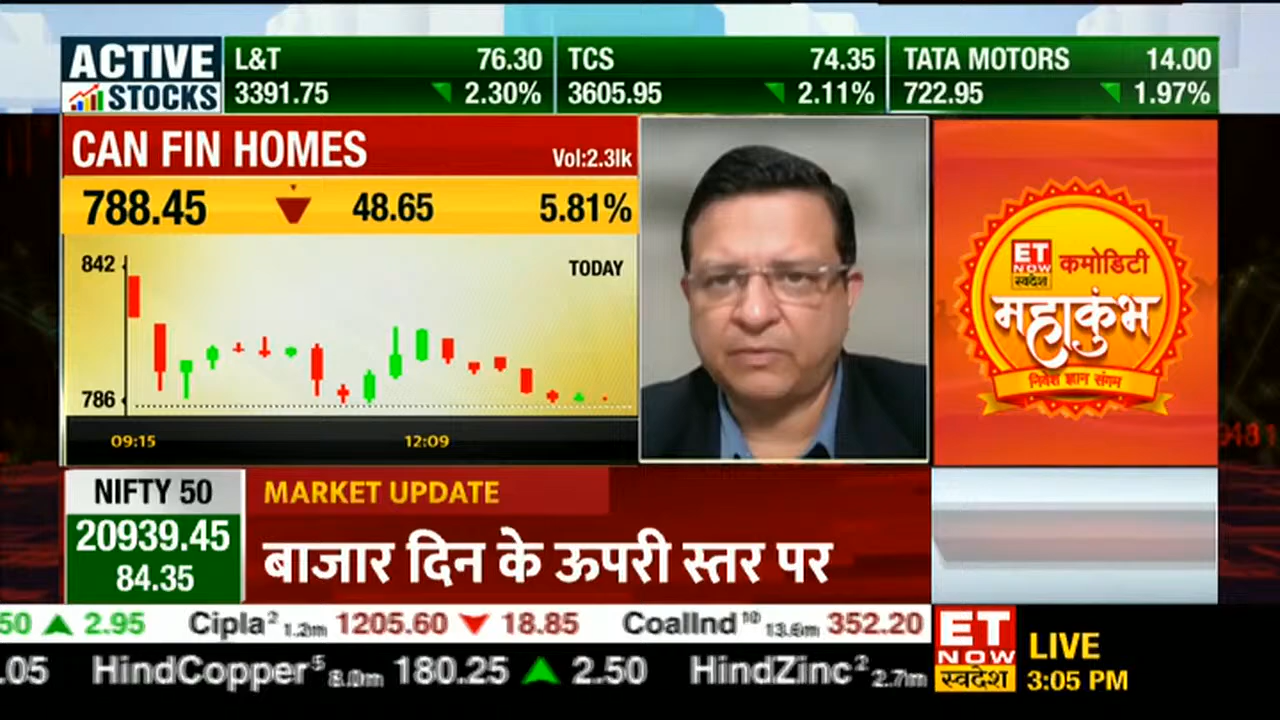 ACTIVE
STOCKS
L&T 76.30
3391.75 2.30%
TCS 74.35
3605.95 2.11%
TATA MOTORS 14.00
722.95 1.97%
CAN FIN HOMES Vol:2.3lk
788.45 48.65 5.81%
842
TODAY
786
09:15 12:09
ET
NOW
स्वदेश
कमोडिटी
महाकुंभ
निवेश ज्ञान संगम
NIFTY 50
20939.45
84.35
MARKET UPDATE
बाजार दिन के ऊपरी स्तर पर
50 2.95 Cipla² 1.2m 1205.60 18.85 CoalInd¹⁰ 13.6m 352.20
.05 HindCopper⁵ 8.0m 180.25 2.50 HindZinc² 2.7m
ET
NOW
स्वदेश
LIVE
3:05 PM